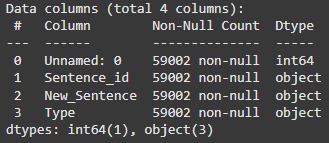 Data columns (total 4 columns):
 #   Column        Non-Null Count  Dtype
---  ------        --------------  -----
 0   Unnamed: 0    59002 non-null  int64
 1   Sentence_id   59002 non-null  object
 2   New_Sentence  59002 non-null  object
 3   Type          59002 non-null  object
dtypes: int64(1), object(3)